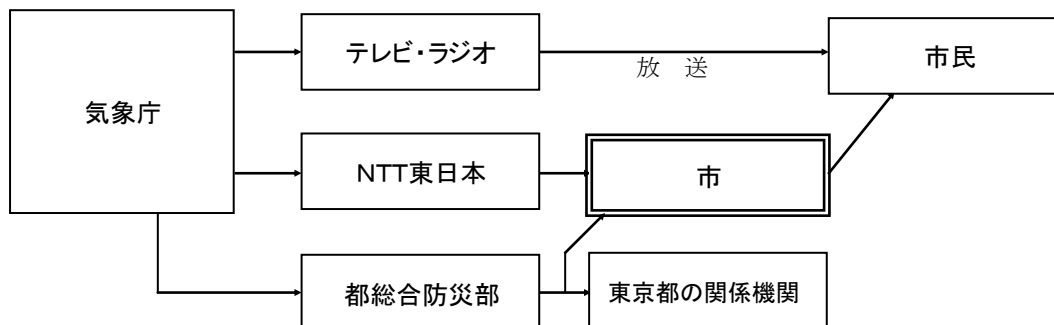 テレビ・ラジオ
放　送
市民
気象庁
NTT東日本
市
都総合防災部
東京都の関係機関